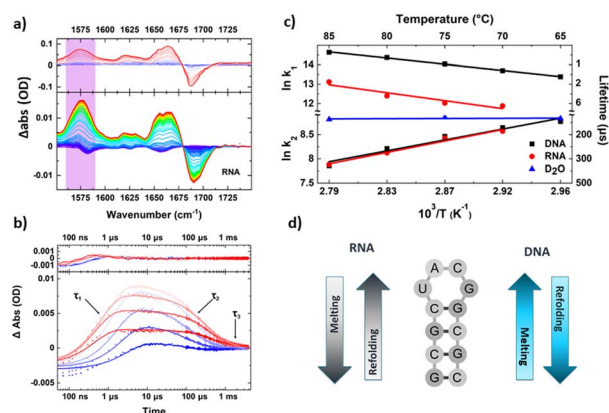 a)
1575 1600 1625 1650 1675 1700 1725
0.1
0.0
-0.1
0.01
0.00
-0.01
Δabs (OD)
RNA
1575 1600 1625 1650 1675 1700 1725
Wavenumber (cm⁻¹)
b)
100 ns 1 µs 10 µs 100 µs 1 ms
0.001
0.000
-0.001
0.005
0.000
-0.005
Δ Abs (OD)
τ₁
τ₂
τ₃
100 ns 1 µs 10 µs 100 µs 1 ms
Time
c)
Temperature (°C)
85 80 75 70 65
14
13
12
ln k₁
1
2
6
8.5
8.0
7.5
ln k₂
100
200
300
500
Lifetime (µs)
DNA
RNA
D₂O
2.79 2.83 2.87 2.92 2.96
10³/T (K⁻¹)
d)
RNA
DNA
Melting
Refolding
A C
U G
C G
G C
C G
G C
Melting
Refolding